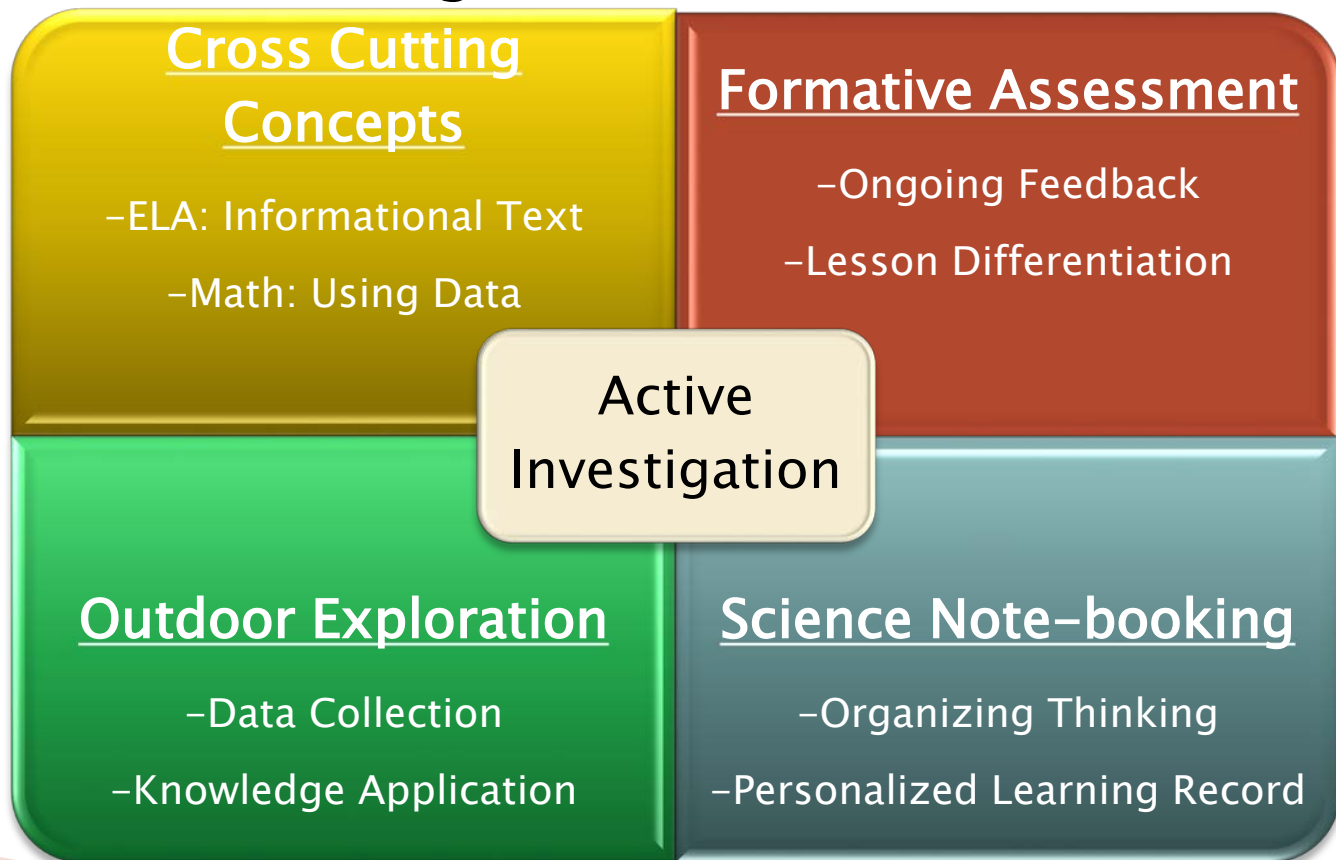 Cross Cutting
Concepts
-ELA: Informational Text
-Math: Using Data
Formative Assessment
-Ongoing Feedback
-Lesson Differentiation
Active
Investigation
Outdoor Exploration
-Data Collection
-Knowledge Application
Science Note-booking
-Organizing Thinking
-Personalized Learning Record